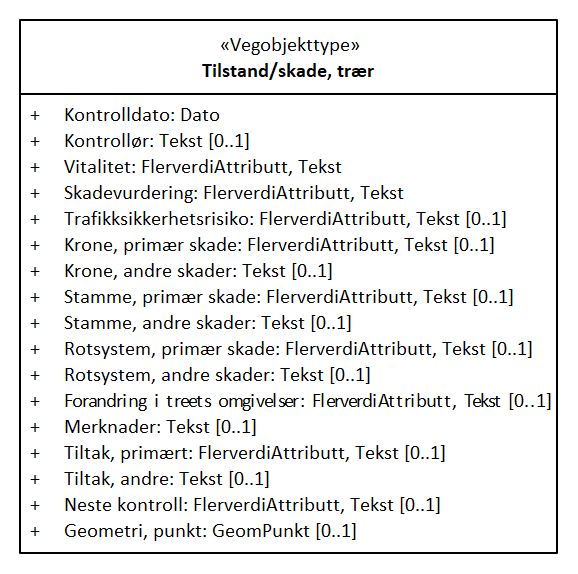 «Vegobjekttype»
Tilstand/skade, trær
+ Kontrolldato: Dato
+ Kontrollør: Tekst [0..1]
+ Vitalitet: FlerverdiAttributt, Tekst
+ Skadevurdering: FlerverdiAttributt, Tekst
+ Trafikksikkerhetsrisiko: FlerverdiAttributt, Tekst [0..1]
+ Krone, primær skade: FlerverdiAttributt, Tekst [0..1]
+ Krone, andre skader: Tekst [0..1]
+ Stamme, primær skade: FlerverdiAttributt, Tekst [0..1]
+ Stamme, andre skader: Tekst [0..1]
+ Rotsystem, primær skade: FlerverdiAttributt, Tekst [0..1]
+ Rotsystem, andre skader: Tekst [0..1]
+ Forandring i treets omgivelser: FlerverdiAttributt, Tekst [0..1]
+ Merknader: Tekst [0..1]
+ Tiltak, primært: FlerverdiAttributt, Tekst [0..1]
+ Tiltak, andre: Tekst [0..1]
+ Neste kontroll: FlerverdiAttributt, Tekst [0..1]
+ Geometri, punkt: GeomPunkt [0..1]